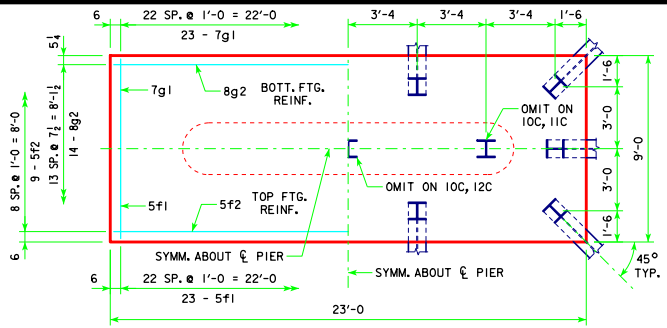 6 22 SP.@ 1'-0 = 22'-0 3'-4 3'-4 3'-4 1'-6
23 - 7g1
5¼
7g1
8g2
BOTT. FTG.
REINF.
OMIT ON
10C, 11C
1'-6
3'-0
9'-0
3'-0
1'-6
8 SP.@ 1'-0 = 8'-0
9 - 5f2
13 SP.@ 7½ = 8'-1½
14 - 8g2
OMIT ON 10C, 12C
5f1
5f2
TOP FTG.
REINF.
6
SYMM. ABOUT ℄ PIER
SYMM. ABOUT ℄ PIER
45°
TYP.
6 22 SP.@ 1'-0 = 22'-0
23 - 5f1
23'-0